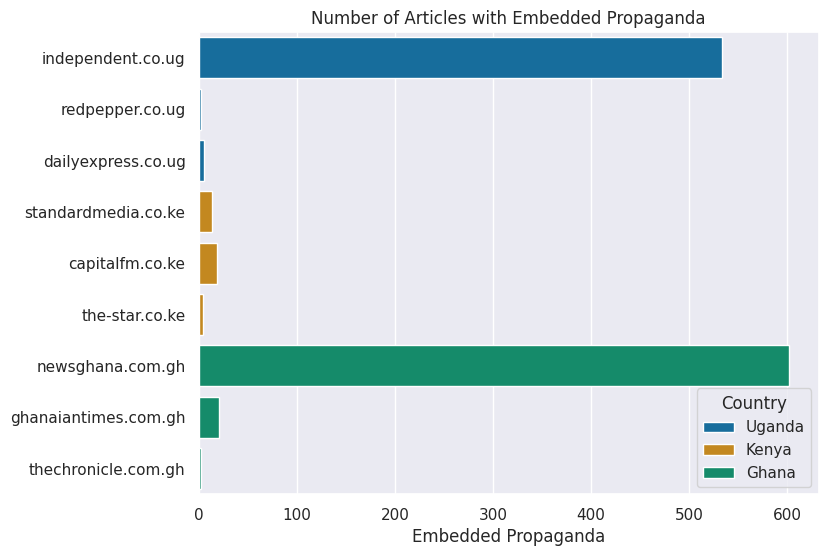 Number of Articles with Embedded Propaganda
independent.co.ug
redpepper.co.ug
dailyexpress.co.ug
standardmedia.co.ke
capitalfm.co.ke
the-star.co.ke
newsghana.com.gh
ghanaiantimes.com.gh
thechronicle.com.gh
Country
Uganda
Kenya
Ghana
0 100 200 300 400 500 600
Embedded Propaganda